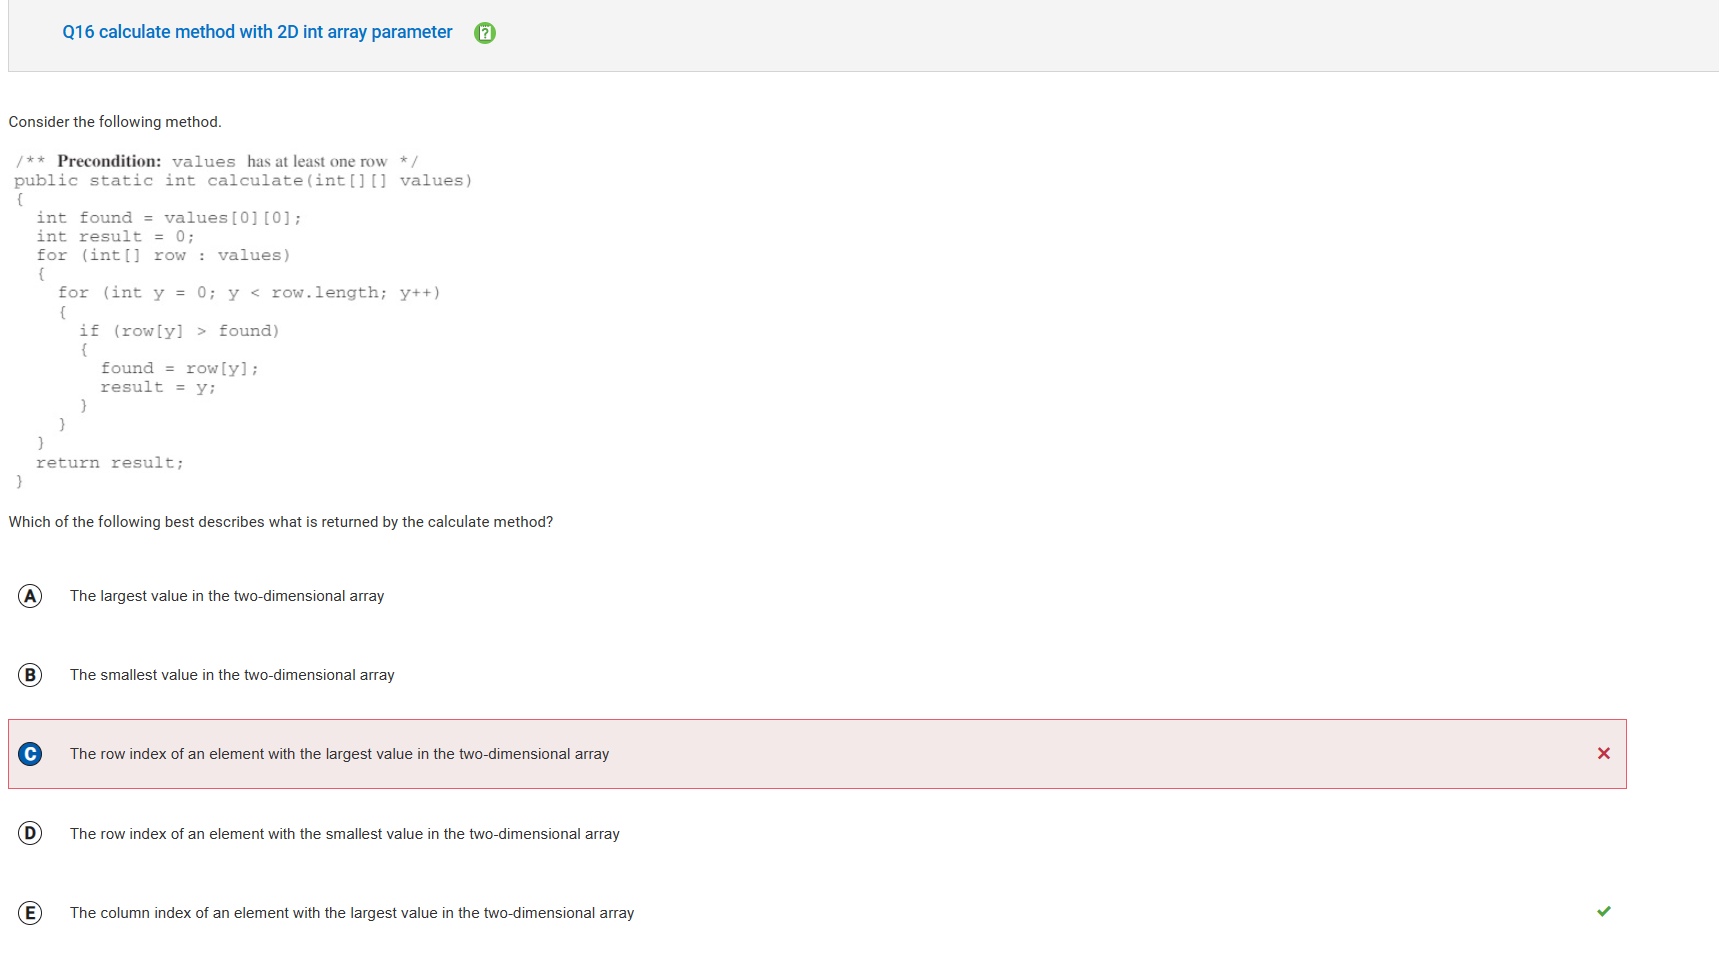 Q16 calculate method with 2D int array parameter
Consider the following method.
/** Precondition: values has at least one row */
public static int calculate(int[][] values)
{
int found = values[0][0];
int result = 0;
for (int[] row : values)
{
for (int y = 0; y < row.length; y++)
{
if (row[y] > found)
{
found = row[y];
result = y;
}
}
}
return result;
}
Which of the following best describes what is returned by the calculate method?
A The largest value in the two-dimensional array
B The smallest value in the two-dimensional array
C The row index of an element with the largest value in the two-dimensional array
D The row index of an element with the smallest value in the two-dimensional array
E The column index of an element with the largest value in the two-dimensional array